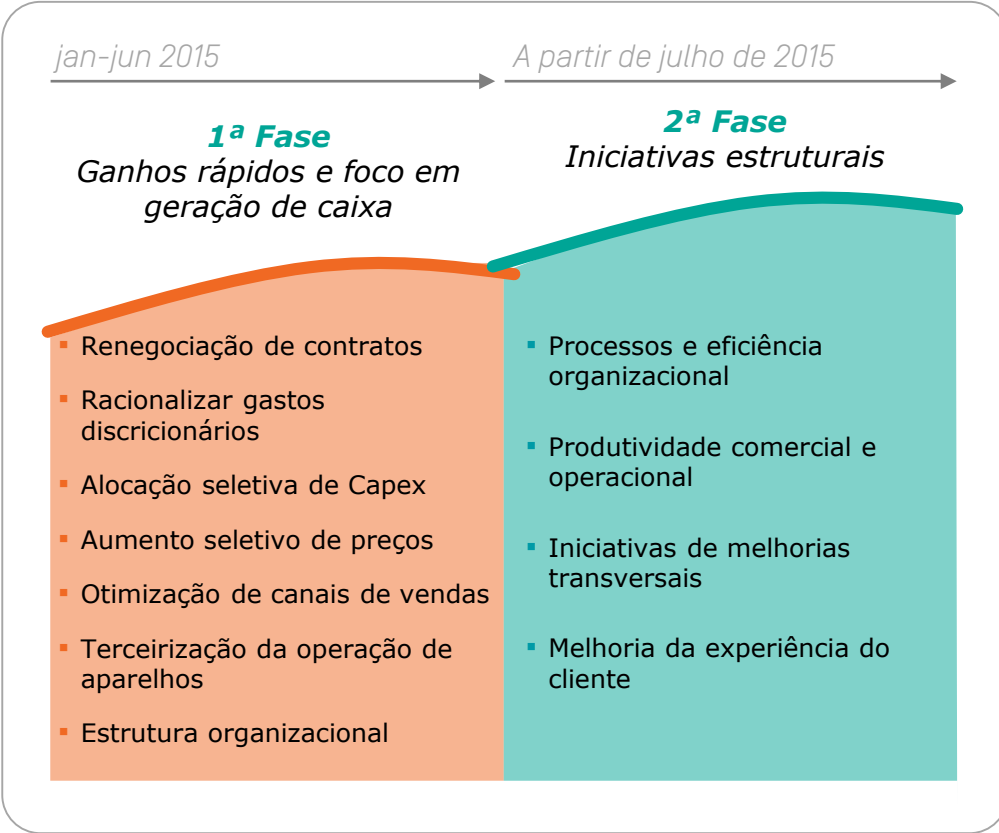 jan-jun 2015
1ª Fase
Ganhos rápidos e foco em
geração de caixa
▪ Renegociação de contratos
▪ Racionalizar gastos
discricionários
▪ Alocação seletiva de Capex
▪ Aumento seletivo de preços
▪ Otimização de canais de vendas
▪ Terceirização da operação de
aparelhos
▪ Estrutura organizacional
A partir de julho de 2015
2ª Fase
Iniciativas estruturais
▪ Processos e eficiência
organizacional
▪ Produtividade comercial e
operacional
▪ Iniciativas de melhorias
transversais
▪ Melhoria da experiência do
cliente